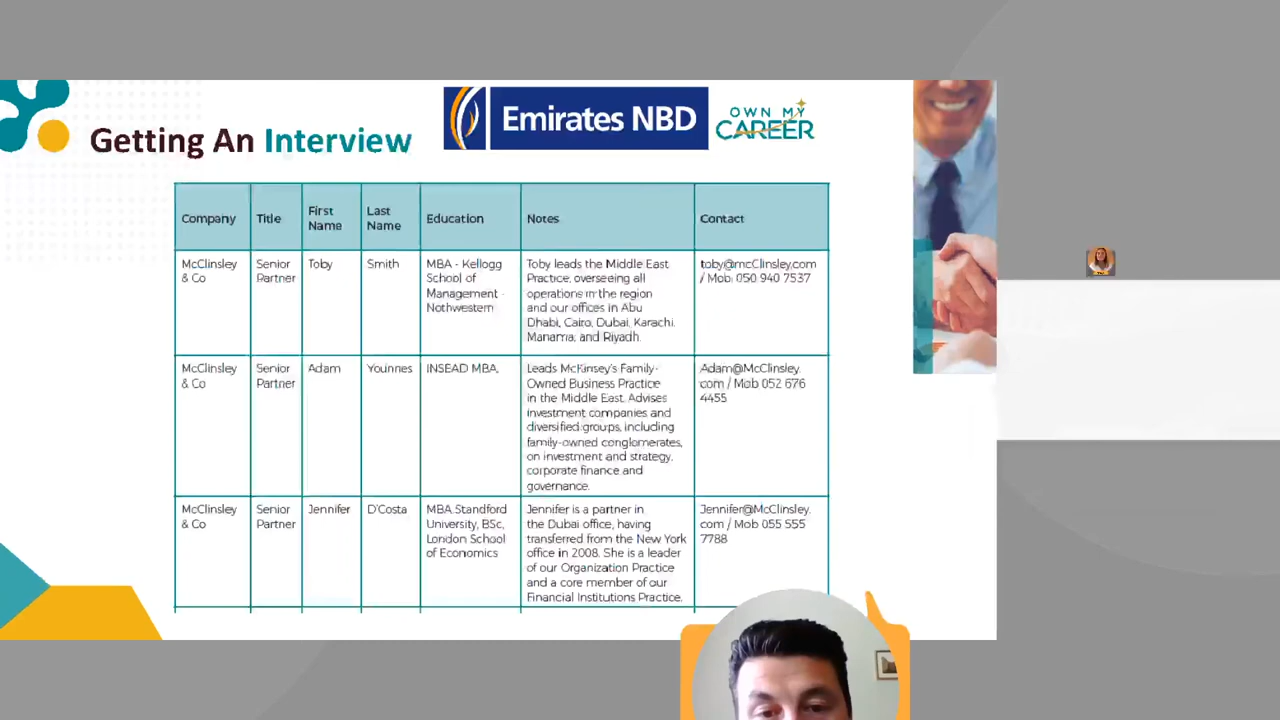 Getting An Interview
Emirates NBD
OWN MY
CAREER
Company
Title
First
Name
Last
Name
Education
Notes
Contact
McClinsley
& Co
Senior
Partner
Toby
Smith
MBA - Kellogg
School of
Management -
Nothwestern
Toby leads the Middle East
Practice, overseeing all
operations in the region
and our offices in Abu
Dhabi, Cairo, Dubai, Karachi,
Manama, and Riyadh.
toby@mcClinsley.com
/ Mob: 050 940 7537
McClinsley
& Co
Senior
Partner
Adam
Youinnes
INSEAD MBA,
Leads McKinsey's Family-
Owned Business Practice
in the Middle East. Advises
investment companies and
diversified groups, including
family-owned conglomerates,
on investment and strategy,
corporate finance and
governance.
Adam@McClinsley.
com / Mob 052 676
4455
McClinsley
& Co
Senior
Partner
Jennifer
D'Costa
MBA Standford
University, BSc,
London School
of Economics
Jennifer is a partner in
the Dubai office, having
transferred from the New York
office in 2008. She is a leader
of our Organization Practice
and a core member of our
Financial Institutions Practice.
Jennifer@McClinsley.
com / Mob 055 555
7788